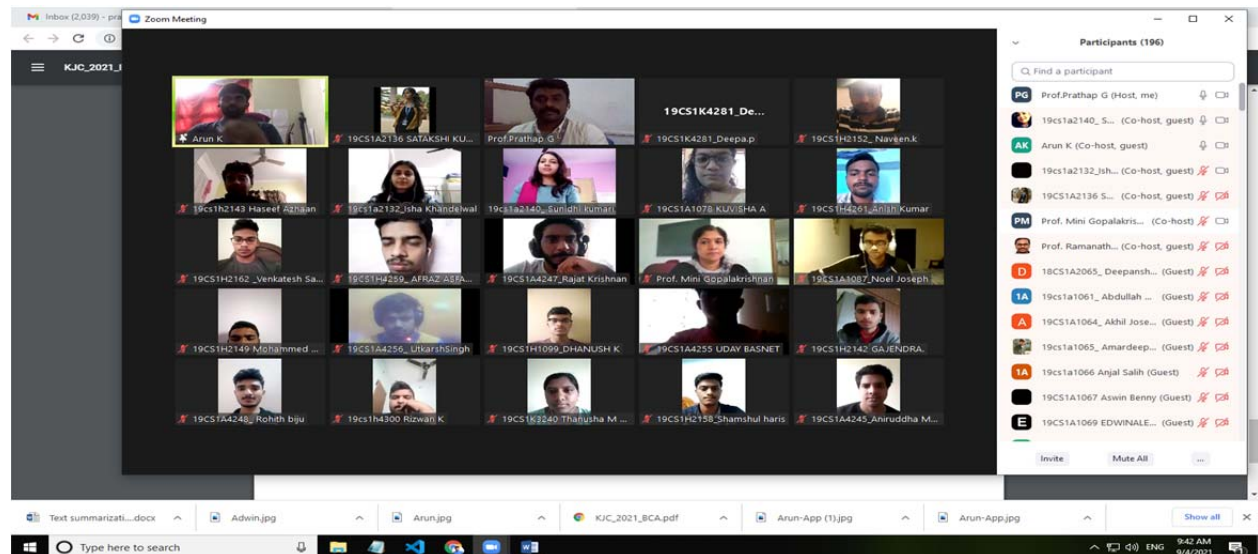 Inbox (2,039) - pra
Zoom Meeting
KJC_2021_
Arun K
19CS1A2136 SATAKSHI KU...
Prof.Prathap G
19CS1K4281_De...
19CS1K4281_Deepa.p
19CS1H2152_ Naveen.k
19cs1h2143 Haseef Aznaan
19cs1a2132_Isha Khandelwal
19cs1a2140_ Sunidhi kumari
19CS1A1078 KUVISHA A
19CS1H4261_Anish Kumar
19CS1H2162 _Venkatesh Sa...
19CS1H4259_ AFRAZ ASFA...
19CS1A4247_Rajat Krishnan
Prof. Mini Gopalakrishnan
19CS1A1087_Noel Joseph
19CS1H2149 Mohammed ...
19CS1A4256_ UtkarshSingh
19CS1H1099_DHANUSH K
19CS1A4255 UDAY BASNET
19CS1H2142 GAJENDRA.
19CS1A4248_ Rohith biju
19cs1h4300 Rizwan K
19CS1K3240 Thanusha M ...
19CS1H2158_Shamshul haris
19CS1A4245_Aniruddha M...
Participants (196)
Find a participant
PG Prof.Prathap G (Host, me)
19cs1a2140_ S... (Co-host, guest)
AK Arun K (Co-host, guest)
19cs1a2132_Ish... (Co-host, guest)
19CS1A2136 S... (Co-host, guest)
PM Prof. Mini Gopalakris... (Co-host)
Prof. Ramanath... (Co-host, guest)
D 18CS1A2065_ Deepansh... (Guest)
1A 19cs1a1061_ Abdullah ... (Guest)
A 19CS1A1064_ Akhil Jose... (Guest)
19cs1a1065_ Amardeep... (Guest)
1A 19cs1a1066 Anjal Salih (Guest)
19CS1A1067 Aswin Benny (Guest)
E 19CS1A1069 EDWINALE... (Guest)
Invite Mute All ...
Text summarizati....docx Adwin.jpg Arun.jpg KJC_2021_BCA.pdf Arun-App (1).jpg Arun-App.jpg Show all
Type here to search ENG 9:42 AM
9/4/2021